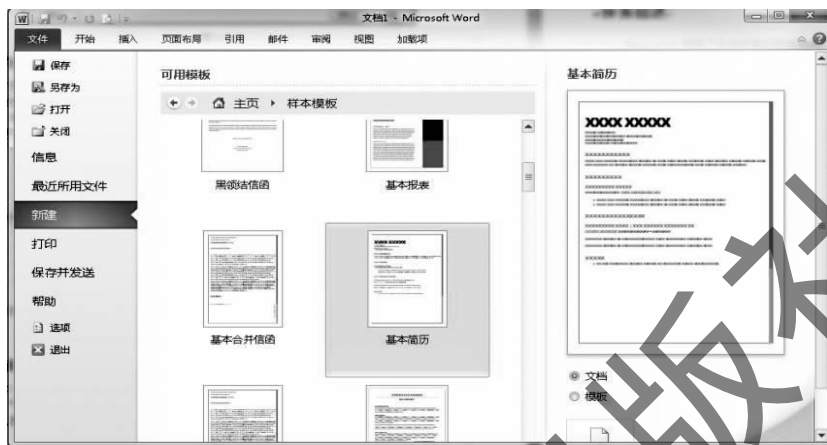 文档1 - Microsoft Word
文件 开始 插入 页面布局 引用 邮件 审阅 视图 加载项
保存
另存为
打开
关闭
信息
最近所用文件
新建
打印
保存并发送
帮助
选项
退出
可用模板
主页 样本模板
黑领结信函
基本报表
基本合并信函
基本简历
基本简历
XXXX XXXXX
文档
模板
版社